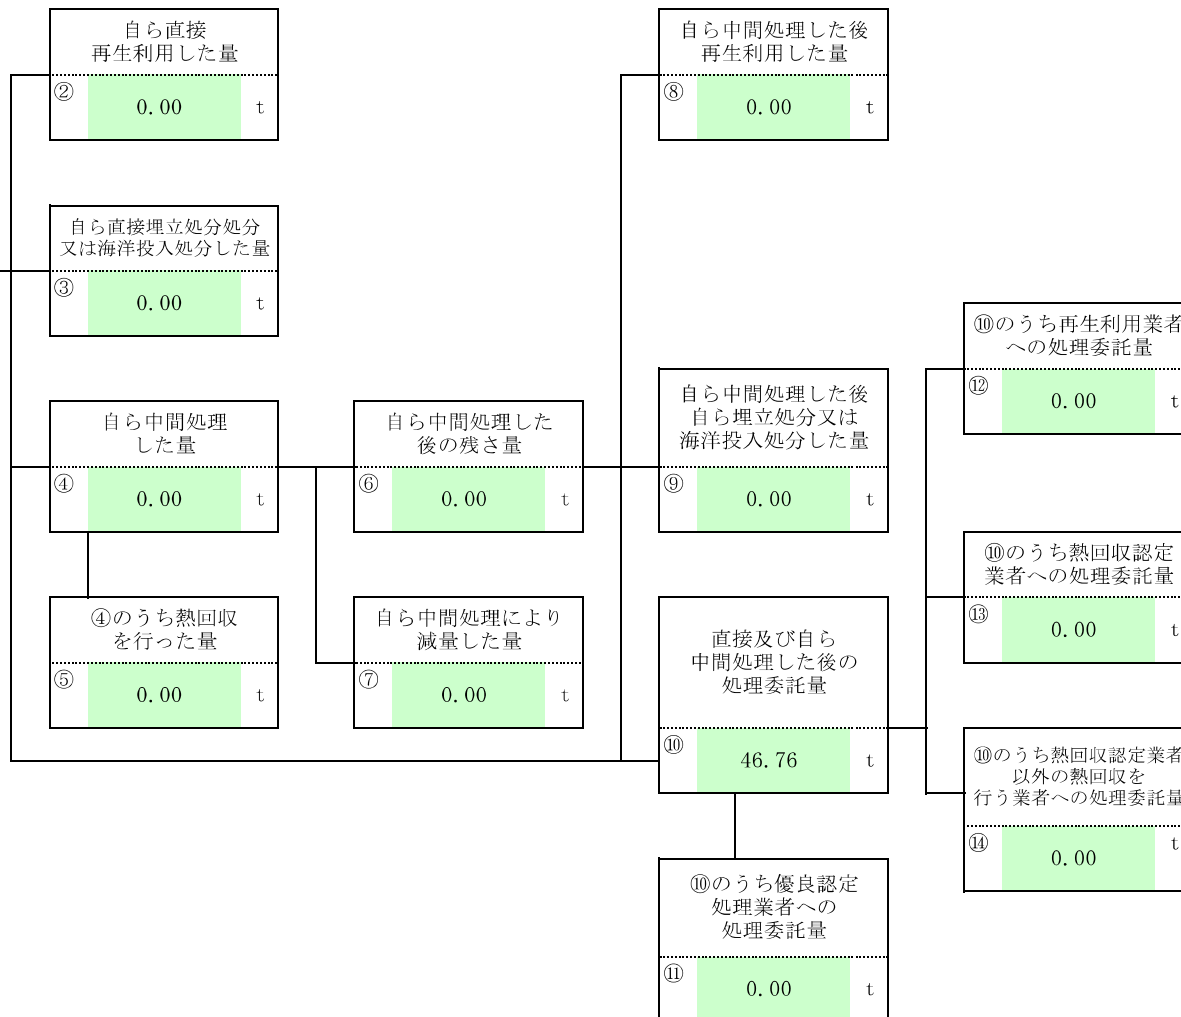 自ら直接
再生利用した量
②
0.00
t
自ら中間処理した後
再生利用した量
⑧
0.00
t
自ら直接埋立処分処分
又は海洋投入処分した量
③
0.00
t
⑩のうち再生利用業者
への処理委託量
⑫
0.00
t
自ら中間処理
した量
④
0.00
t
自ら中間処理した
後の残さ量
⑥
0.00
t
自ら中間処理した後
自ら埋立処分又は
海洋投入処分した量
⑨
0.00
t
⑩のうち熱回収認定
業者への処理委託量
⑬
0.00
t
④のうち熱回収
を行った量
⑤
0.00
t
自ら中間処理により
減量した量
⑦
0.00
t
直接及び自ら
中間処理した後の
処理委託量
⑩
46.76
t
⑩のうち熱回収認定業者
以外の熱回収を
行う業者への処理委託量
⑭
0.00
t
⑩のうち優良認定
処理業者への
処理委託量
⑪
0.00
t